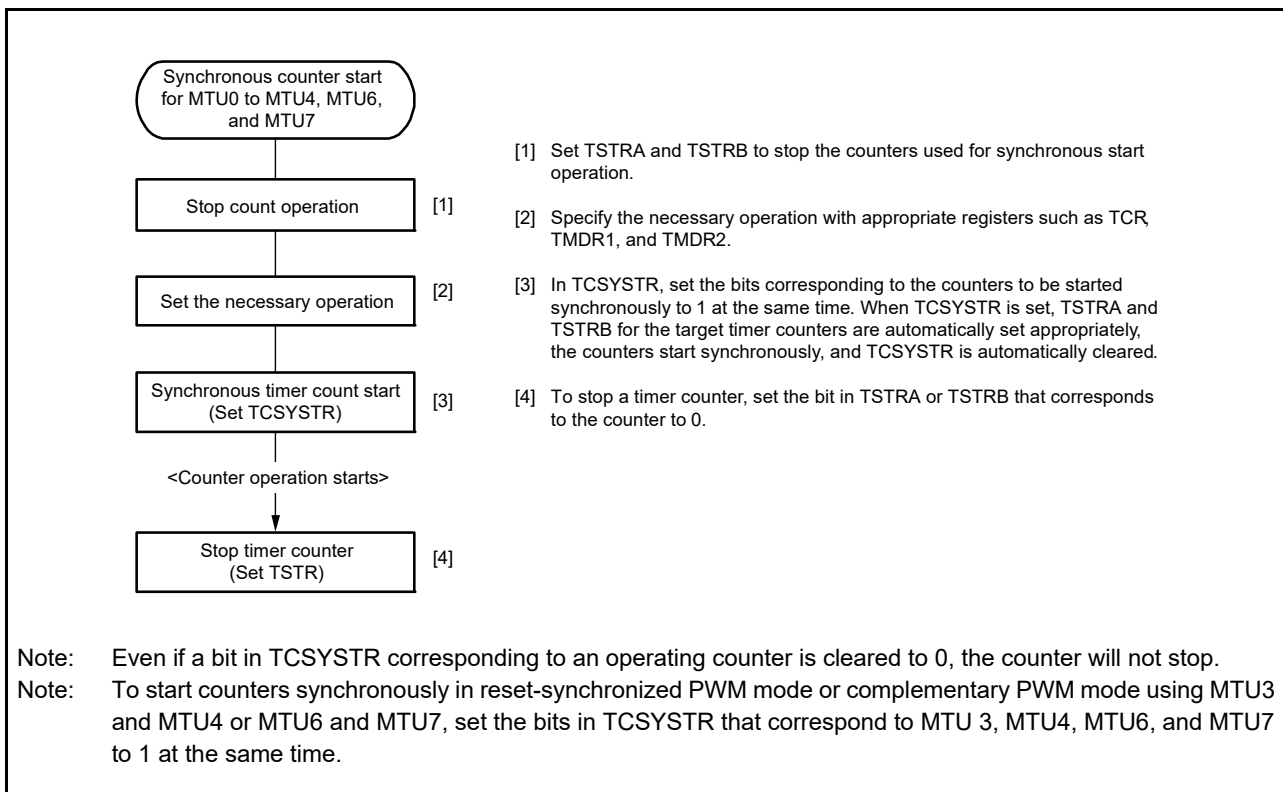 Synchronous counter start
for MTU0 to MTU4, MTU6,
and MTU7
Stop count operation
[1]
Set the necessary operation
[2]
Synchronous timer count start
(Set TCSYSTR)
[3]
<Counter operation starts>
Stop timer counter
(Set TSTR)
[4]
[1] Set TSTRA and TSTRB to stop the counters used for synchronous start
operation.
[2] Specify the necessary operation with appropriate registers such as TCR,
TMDR1, and TMDR2.
[3] In TCSYSTR, set the bits corresponding to the counters to be started
synchronously to 1 at the same time. When TCSYSTR is set, TSTRA and
TSTRB for the target timer counters are automatically set appropriately,
the counters start synchronously, and TCSYSTR is automatically cleared.
[4] To stop a timer counter, set the bit in TSTRA or TSTRB that corresponds
to the counter to 0.
Note: Even if a bit in TCSYSTR corresponding to an operating counter is cleared to 0, the counter will not stop.
Note: To start counters synchronously in reset-synchronized PWM mode or complementary PWM mode using MTU3
and MTU4 or MTU6 and MTU7, set the bits in TCSYSTR that correspond to MTU 3, MTU4, MTU6, and MTU7
to 1 at the same time.